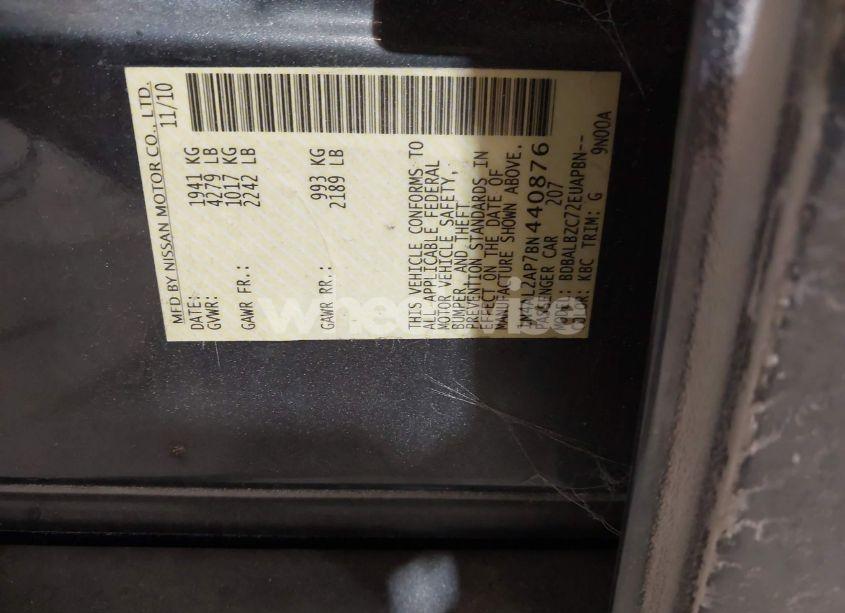 MFD BY NISSAN MOTOR CO., LTD.
DATE: 11/10
GVWR: 1941 KG
4279 LB
GAWR FR.: 1017 KG
2242 LB
GAWR RR.: 993 KG
2189 LB
THIS VEHICLE CONFORMS TO
ALL APPLICABLE FEDERAL
MOTOR VEHICLE SAFETY,
BUMPER, AND THEFT
PREVENTION STANDARDS IN
EFFECT ON THE DATE OF
MANUFACTURE SHOWN ABOVE.
1N4AL2AP7BN440876
PASSENGER CAR 207
BDBALBZC72EUAPBN--
KBC TRIM: G 9N00A
wheelwise